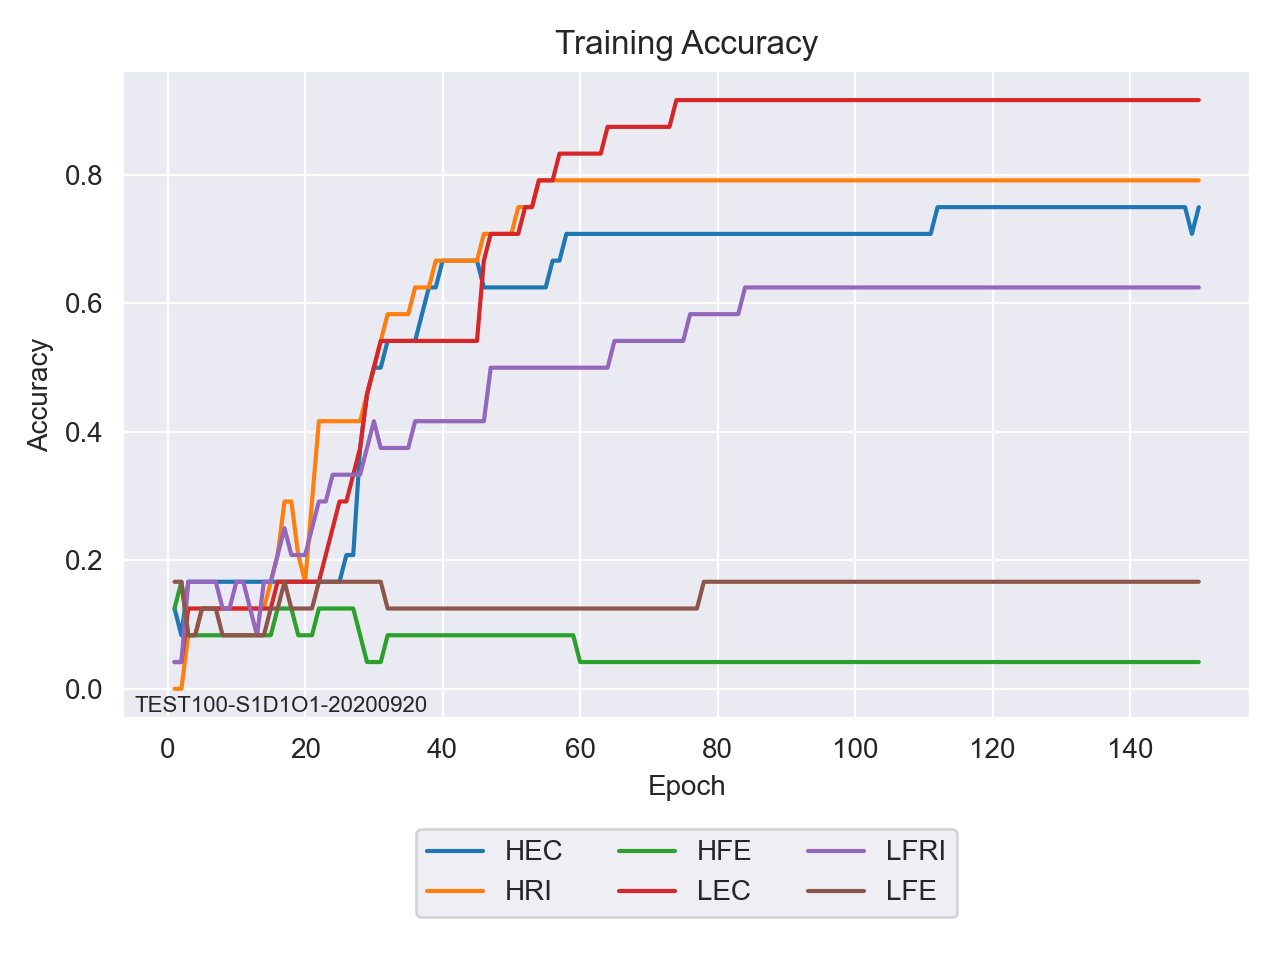 Training Accuracy
Accuracy
0.8
0.6
0.4
0.2
0.0
TEST100-S1D1O1-20200920
0 20 40 60 80 100 120 140
Epoch
HEC HFE LFRI
HRI LEC LFE